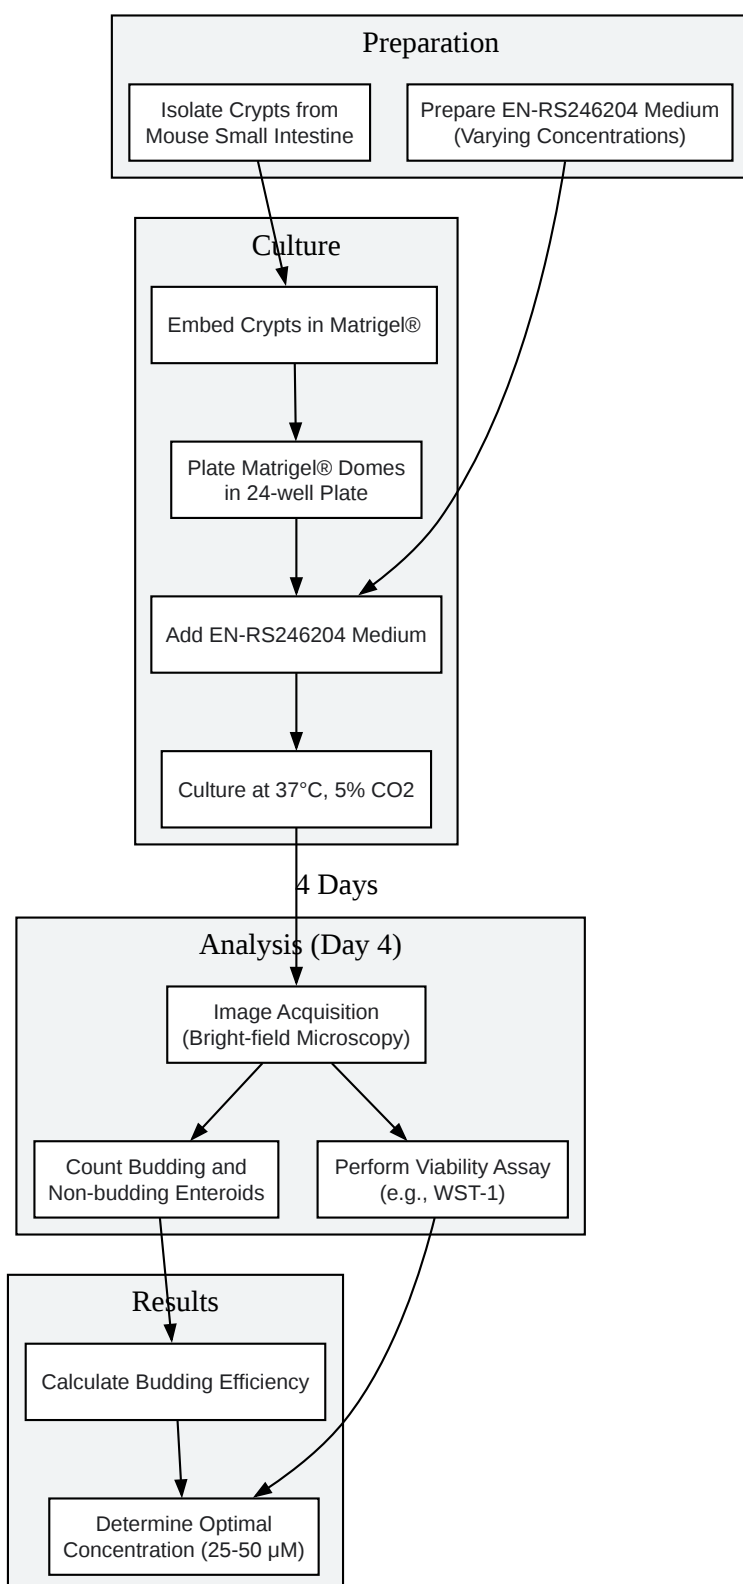 Preparation
Isolate Crypts from
Mouse Small Intestine
Prepare EN-RS246204 Medium
(Varying Concentrations)
Culture
Embed Crypts in Matrigel®
Plate Matrigel® Domes
in 24-well Plate
Add EN-RS246204 Medium
Culture at 37°C, 5% CO2
4 Days
Analysis (Day 4)
Image Acquisition
(Bright-field Microscopy)
Count Budding and
Non-budding Enteroids
Perform Viability Assay
(e.g., WST-1)
Results
Calculate Budding Efficiency
Determine Optimal
Concentration (25-50 μM)